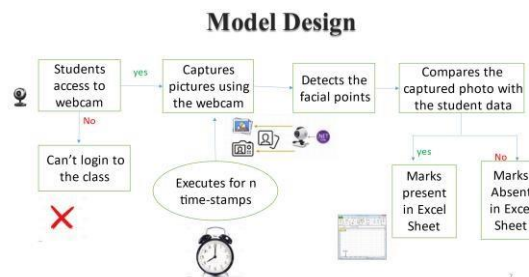 Model Design
Students
access to
webcam
yes
Captures
pictures using
the webcam
Detects the
facial points
Compares the
captured photo with
the student data
No
Can't login to
the class
Executes for n
time-stamps
yes
No
Marks
present
in Excel
Sheet
Marks
Absent
in Excel
Sheet